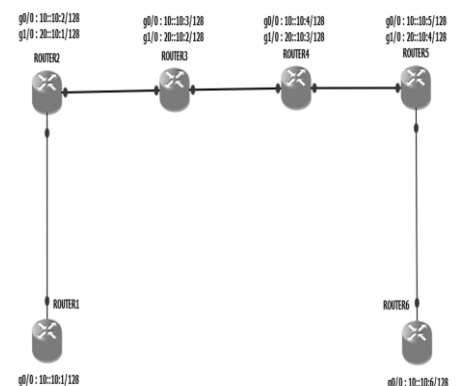 g0/0 : 10::10:2/128
g1/0 : 20::10:1/128
ROUTER2
g0/0 : 10::10:3/128
g1/0 : 20::10:2/128
ROUTER3
g0/0 : 10::10:4/128
g1/0 : 20::10:3/128
ROUTER4
g0/0 : 10::10:5/128
g1/0 : 20::10:4/128
ROUTER5
ROUTER1
g0/0 : 10::10:1/128
ROUTER6
g0/0 : 10::10:6/128